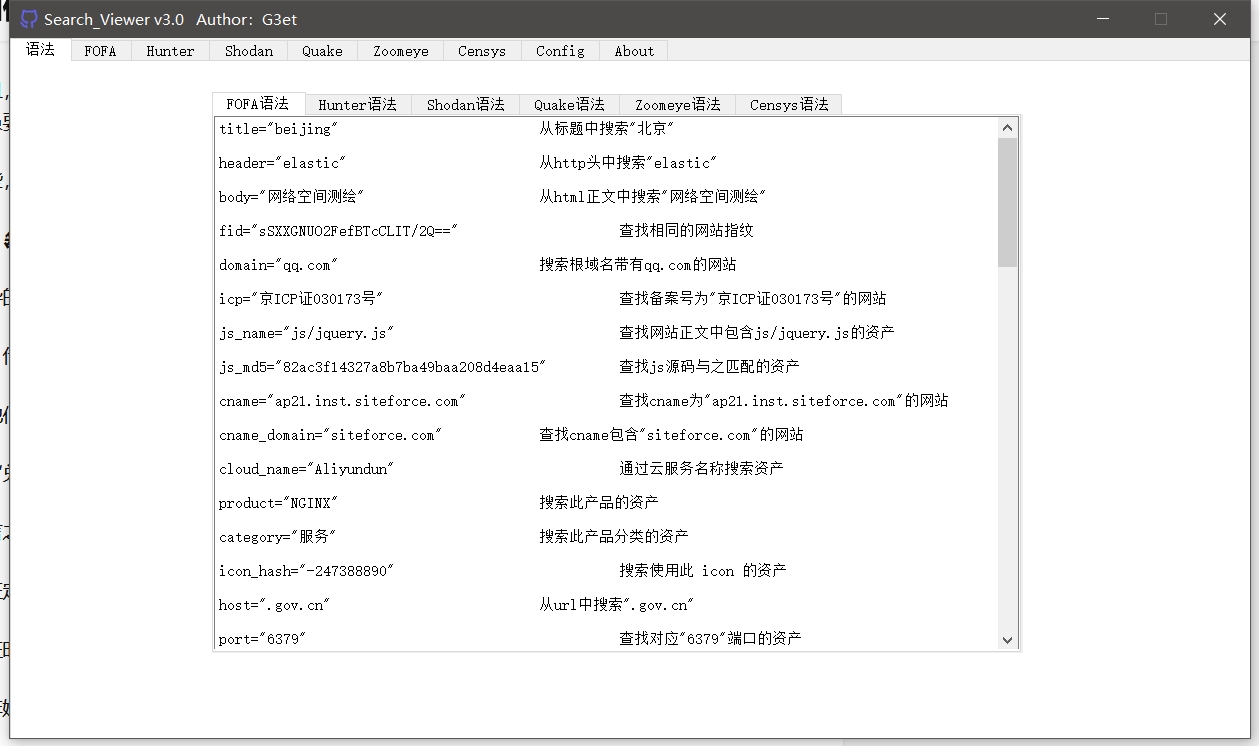 Search_Viewer v3.0 Author: G3et
语法 FOFA Hunter Shodan Quake Zoomeye Censys Config About
FOFA语法 Hunter语法 Shodan语法 Quake语法 Zoomeye语法 Censys语法
title="beijing" 从标题中搜索"北京"
header="elastic" 从http头中搜索"elastic"
body="网络空间测绘" 从html正文中搜索"网络空间测绘"
fid="sSXXGNUO2FefBTcCLIT/2Q==" 查找相同的网站指纹
domain="qq.com" 搜索根域名带有qq.com的网站
icp="京ICP证030173号" 查找备案号为"京ICP证030173号"的网站
js_name="js/jquery.js" 查找网站正文中包含js/jquery.js的资产
js_md5="82ac3f14327a8b7ba49baa208d4eaa15" 查找js源码与之匹配的资产
cname="ap21.inst.siteforce.com" 查找cname为"ap21.inst.siteforce.com"的网站
cname_domain="siteforce.com" 查找cname包含"siteforce.com"的网站
cloud_name="Aliyundun" 通过云服务名称搜索资产
product="NGINX" 搜索此产品的资产
category="服务" 搜索此产品分类的资产
icon_hash="-247388890" 搜索使用此 icon 的资产
host=".gov.cn" 从url中搜索".gov.cn"
port="6379" 查找对应"6379"端口的资产